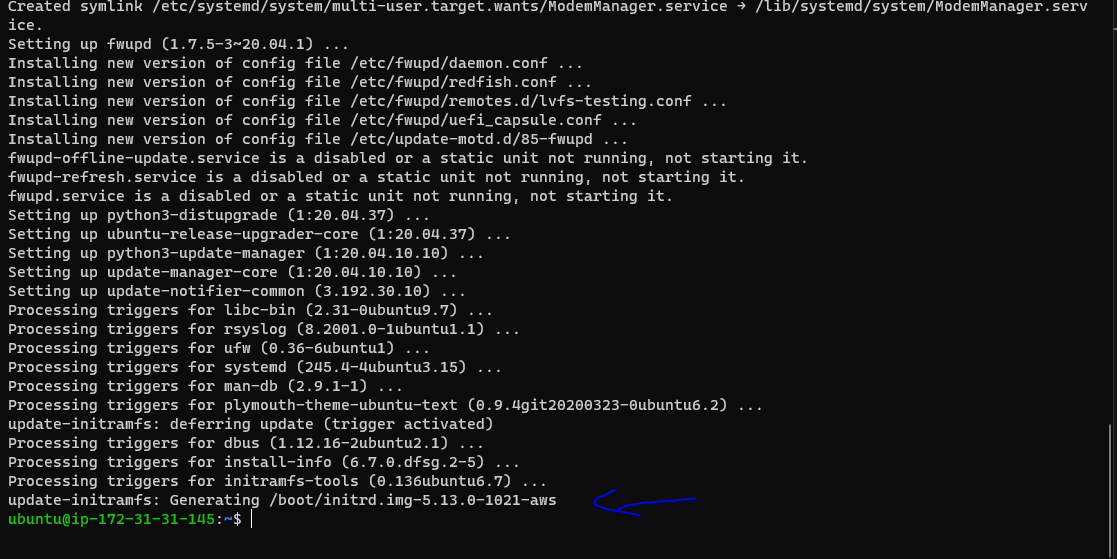 Created symlink /etc/systemd/system/multi-user.target.wants/ModemManager.service → /lib/systemd/system/ModemManager.serv
ice.
Setting up fwupd (1.7.5-3~20.04.1) ...
Installing new version of config file /etc/fwupd/daemon.conf ...
Installing new version of config file /etc/fwupd/redfish.conf ...
Installing new version of config file /etc/fwupd/remotes.d/lvfs-testing.conf ...
Installing new version of config file /etc/fwupd/uefi_capsule.conf ...
Installing new version of config file /etc/update-motd.d/85-fwupd ...
fwupd-offline-update.service is a disabled or a static unit not running, not starting it.
fwupd-refresh.service is a disabled or a static unit not running, not starting it.
fwupd.service is a disabled or a static unit not running, not starting it.
Setting up python3-distupgrade (1:20.04.37) ...
Setting up ubuntu-release-upgrader-core (1:20.04.37) ...
Setting up python3-update-manager (1:20.04.10.10) ...
Setting up update-manager-core (1:20.04.10.10) ...
Setting up update-notifier-common (3.192.30.10) ...
Processing triggers for libc-bin (2.31-0ubuntu9.7) ...
Processing triggers for rsyslog (8.2001.0-1ubuntu1.1) ...
Processing triggers for ufw (0.36-6ubuntu1) ...
Processing triggers for systemd (245.4-4ubuntu3.15) ...
Processing triggers for man-db (2.9.1-1) ...
Processing triggers for plymouth-theme-ubuntu-text (0.9.4git20200323-0ubuntu6.2) ...
update-initramfs: deferring update (trigger activated)
Processing triggers for dbus (1.12.16-2ubuntu2.1) ...
Processing triggers for install-info (6.7.0.dfsg.2-5) ...
Processing triggers for initramfs-tools (0.136ubuntu6.7) ...
update-initramfs: Generating /boot/initrd.img-5.13.0-1021-aws
ubuntu@ip-172-31-31-145:~$